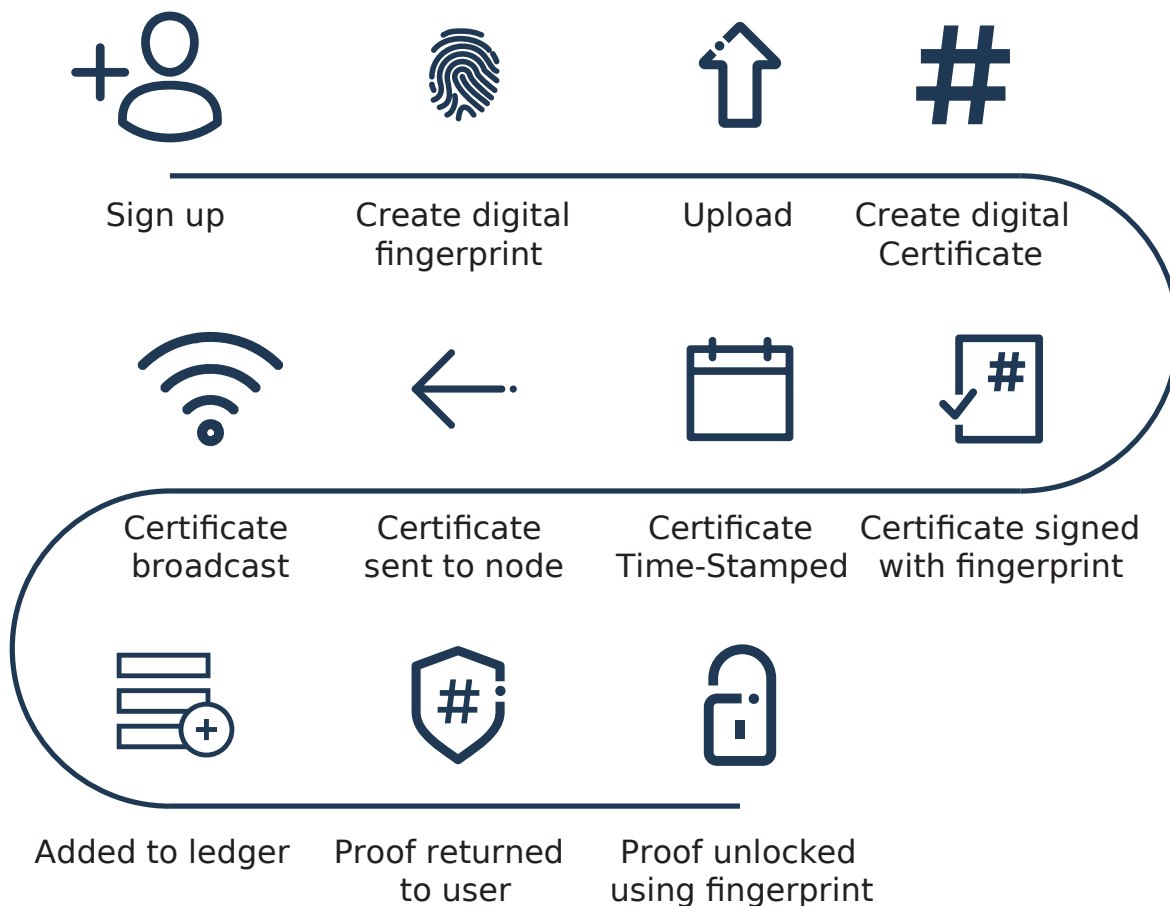 Sign up
Create digital
fingerprint
Upload
Create digital
Certificate
Certificate
broadcast
Certificate
sent to node
Certificate
Time-Stamped
Certificate signed
with fingerprint
Added to ledger
Proof returned
to user
Proof unlocked
using fingerprint